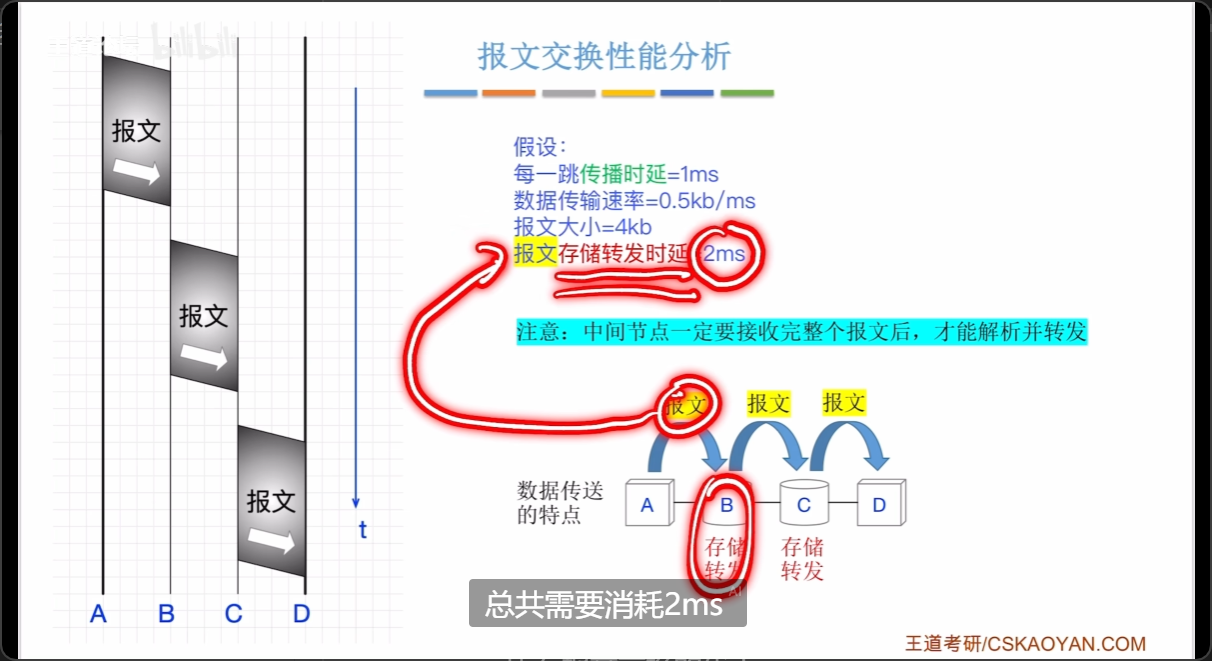 bilibili
报文交换性能分析
假设：
每一跳传播时延=1ms
数据传输速率=0.5kb/ms
报文大小=4kb
报文存储转发时延=2ms
注意：中间节点一定要接收完整个报文后，才能解析并转发
报文
报文
报文
t
A B C D
报文 报文 报文
数据传送
的特点
A B C D
存储 存储
转发 转发
总共需要消耗2ms
王道考研/CSKAOYAN.COM